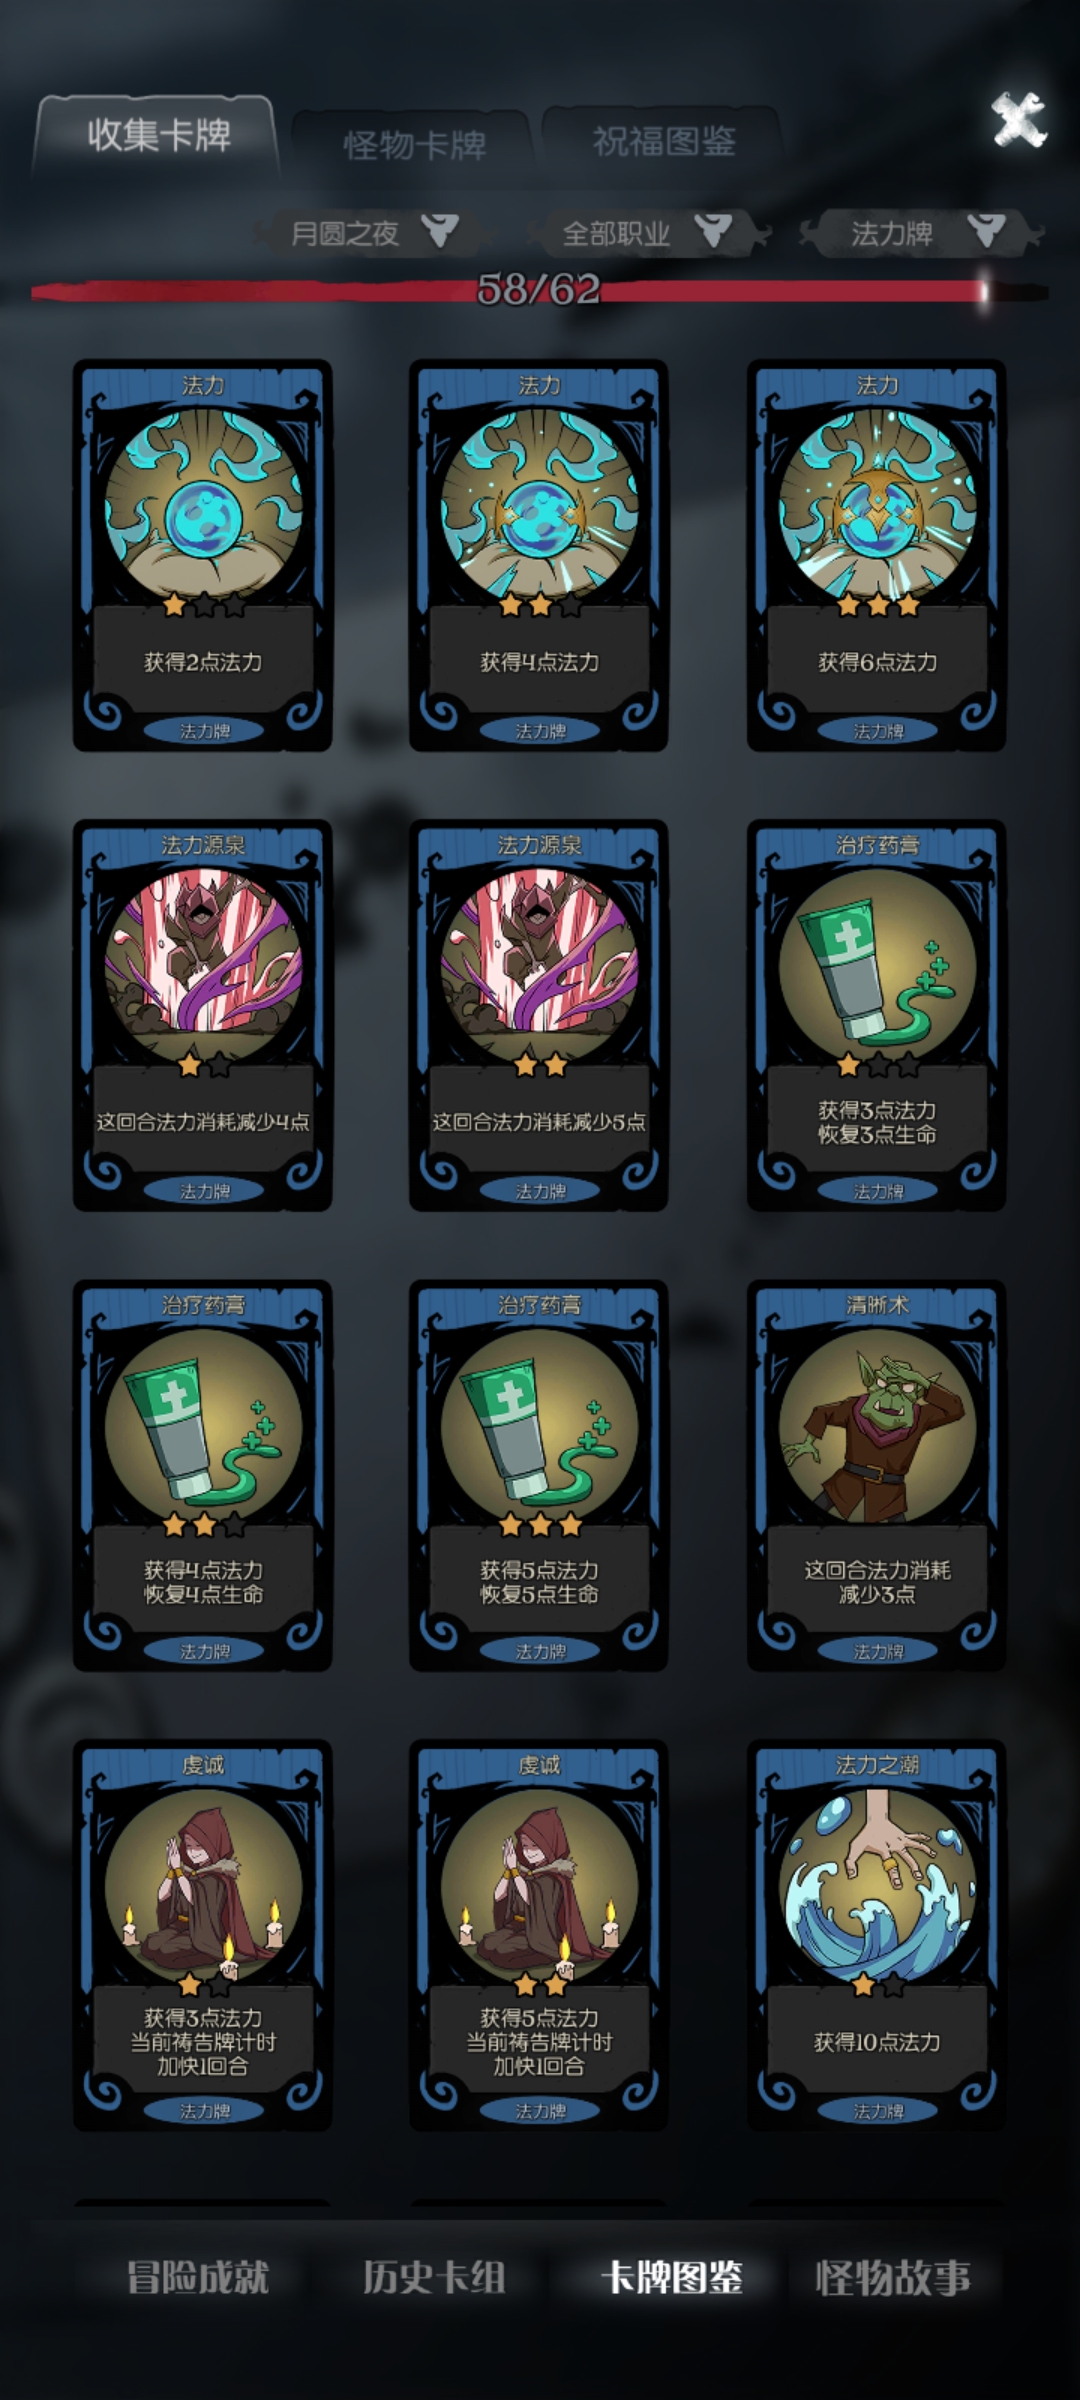 收集卡牌
怪物卡牌
祝福图鉴
月圆之夜
全部职业
法力牌
58/62
法力
法力
法力
获得2点法力
获得4点法力
获得6点法力
法力牌
法力牌
法力牌
法力源泉
法力源泉
治疗药膏
这回合法力消耗减少4点
这回合法力消耗减少5点
获得3点法力
恢复3点生命
法力牌
法力牌
法力牌
治疗药膏
治疗药膏
清晰术
获得4点法力
恢复4点生命
获得5点法力
恢复5点生命
这回合法力消耗
减少3点
法力牌
法力牌
法力牌
虔诚
虔诚
法力之潮
获得3点法力
当前祷告牌计时
加快1回合
获得5点法力
当前祷告牌计时
加快1回合
获得10点法力
法力牌
法力牌
法力牌
冒险成就
历史卡组
卡牌图鉴
怪物故事